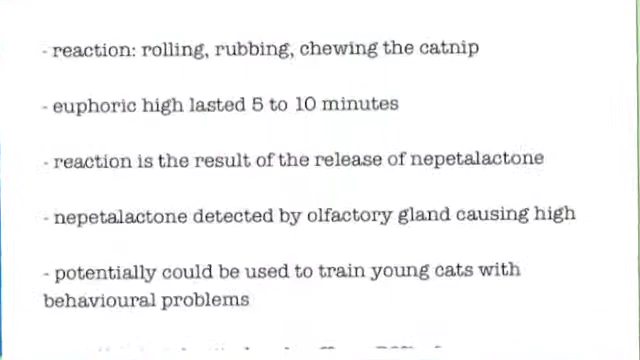 - reaction: rolling, rubbing, chewing the catnip
- euphoric high lasted 5 to 10 minutes
- reaction is the result of the release of nepetalactone
- nepetalactone detected by olfactory gland causing high
- potentially could be used to train young cats with
behavioural problems